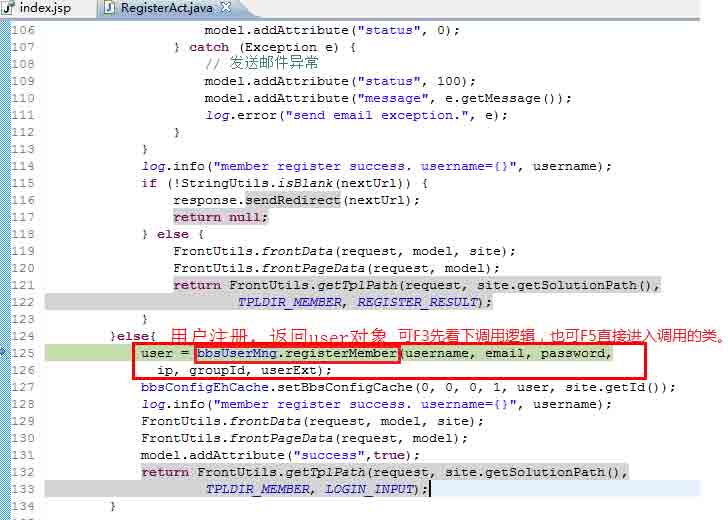 index.jsp RegisterAct.java
106 model.addAttribute("status", 0);
107 } catch (Exception e) {
108 // 发送邮件异常
109 model.addAttribute("status", 100);
110 model.addAttribute("message", e.getMessage());
111 log.error("send email exception.", e);
112 }
113 }
114 log.info("member register success. username={}", username);
115 if (!StringUtils.isBlank(nextUrl)) {
116 response.sendRedirect(nextUrl);
117 return null;
118 } else {
119 FrontUtils.frontData(request, model, site);
120 FrontUtils.frontPageData(request, model);
121 return FrontUtils.getTplPath(request, site.getSolutionPath(),
122 TPLDIR_MEMBER, REGISTER_RESULT);
123 }
124 }else{ 用户注册，返回user对象 可F3先看下调用逻辑，也可F5直接进入调用的类。
125 user = bbsUserMng.registerMember(username, email, password,
126 ip, groupId, userExt);
127 bbsConfigEhCache.setBbsConfigCache(0, 0, 0, 1, user, site.getId());
128 log.info("member register success. username={}", username);
129 FrontUtils.frontData(request, model, site);
130 FrontUtils.frontPageData(request, model);
131 model.addAttribute("success",true);
132 return FrontUtils.getTplPath(request, site.getSolutionPath(),
133 TPLDIR_MEMBER, LOGIN_INPUT);
134 }